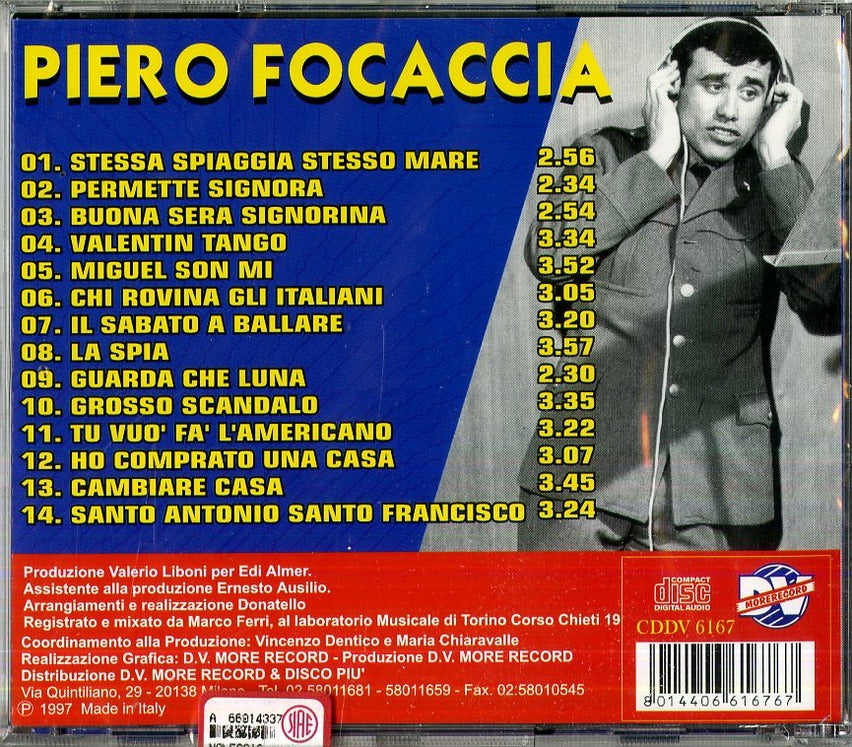 PIERO FOCACCIA
01. STESSA SPIAGGIA STESSO MARE 2.56
02. PERMETTE SIGNORA 2.34
03. BUONA SERA SIGNORINA 2.54
04. VALENTIN TANGO 3.34
05. MIGUEL SON MI 3.52
06. CHI ROVINA GLI ITALIANI 3.05
07. IL SABATO A BALLARE 3.20
08. LA SPIA 3.57
09. GUARDA CHE LUNA 2.30
10. GROSSO SCANDALO 3.35
11. TU VUO' FA' L'AMERICANO 3.22
12. HO COMPRATO UNA CASA 3.07
13. CAMBIARE CASA 3.45
14. SANTO ANTONIO SANTO FRANCISCO 3.24
Produzione Valerio Liboni per Edi Almer.
Assistente alla produzione Ernesto Ausilio.
Arrangiamenti e realizzazione Donatello
Registrato e mixato da Marco Ferri, al laboratorio Musicale di Torino Corso Chieti 19
Coordinamento alla Produzione: Vincenzo Dentico e Maria Chiaravalle
Realizzazione Grafica: D.V. MORE RECORD - Produzione D.V. MORE RECORD
Distribuzione D.V. MORE RECORD & DISCO PIU'
Via Quintiliano, 29 - 20138 Milano - Tel. 02.58011681 - 58011659 - Fax. 02:58010545
Ⓟ 1997 Made in Italy
COMPACT
disc
DIGITAL AUDIO
DV
MORE RECORD
CDDV 6167
8 014406 616767
A 66914337
SIAE